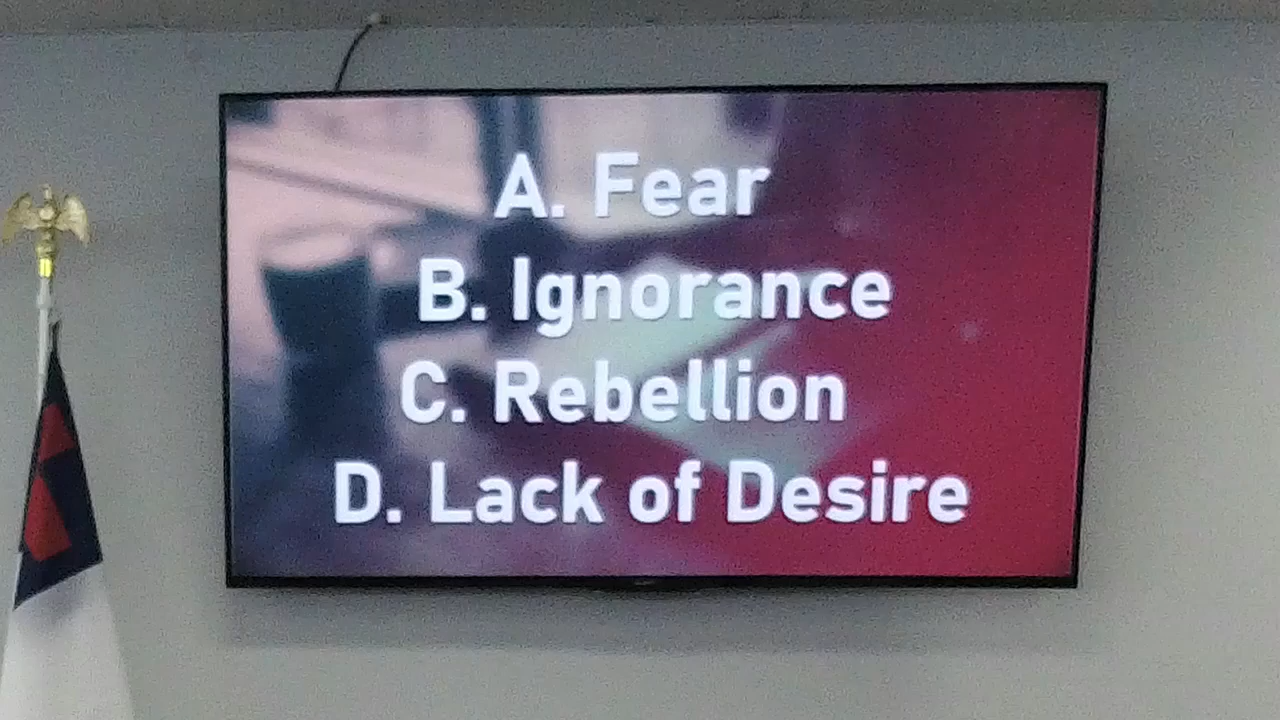 A. Fear
B. Ignorance
C. Rebellion
D. Lack of Desire